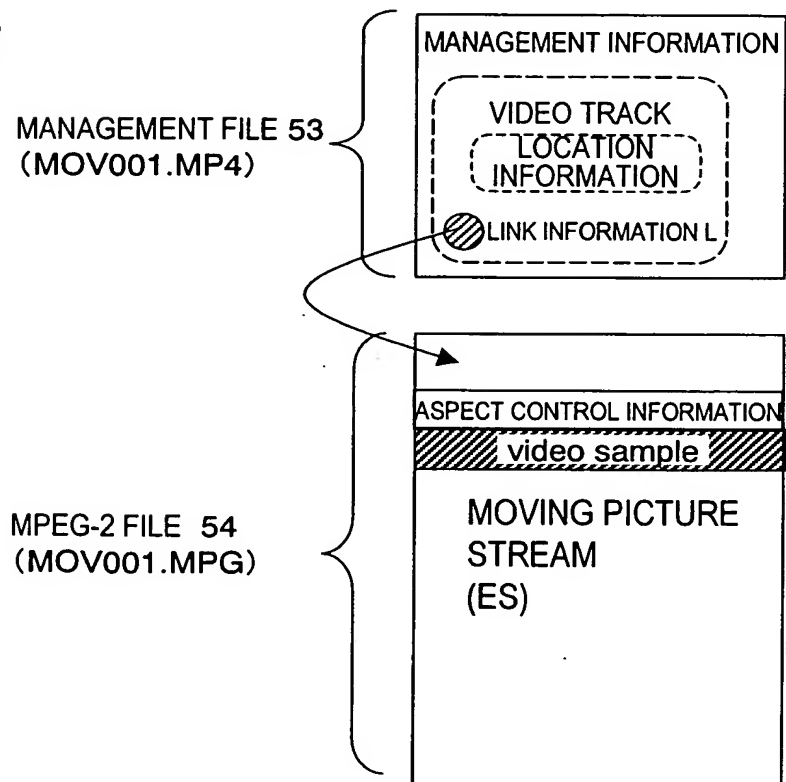 MANAGEMENT INFORMATION
MANAGEMENT FILE 53
(MOV001.MP4)
VIDEO TRACK
LOCATION
INFORMATION
LINK INFORMATION L
ASPECT CONTROL INFORMATION
video sample
MPEG-2 FILE 54
(MOV001.MPG)
MOVING PICTURE
STREAM
(ES)